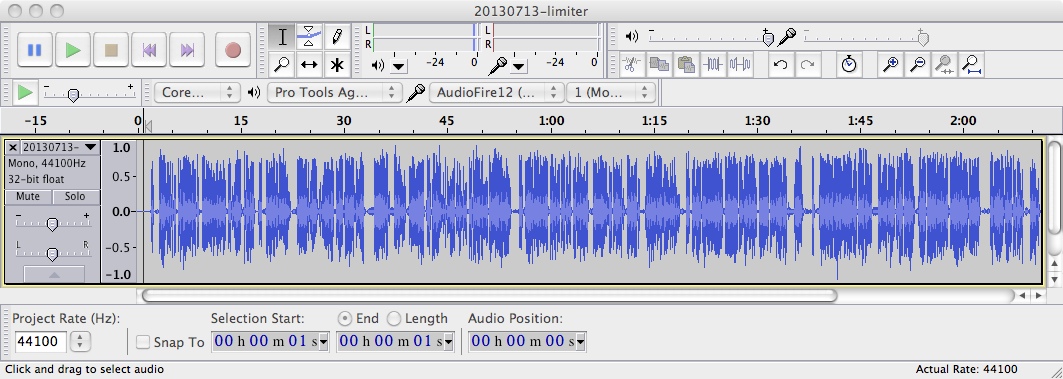 20130713-limiter
L
R
-24 0
L
R
-24 0
Core... Pro Tools Ag... AudioFire12 (... 1 (Mo...
-15 0 15 30 45 1:00 1:15 1:30 1:45 2:00
20130713-
Mono, 44100Hz
32-bit float
Mute Solo
- +
L R
1.0
0.5-
0.0-
-0.5-
-1.0
Project Rate (Hz):
44100
Snap To
Selection Start:
00 h 00 m 01 s
End Length
00 h 00 m 01 s
Audio Position:
00 h 00 m 00 s
Click and drag to select audio
Actual Rate: 44100